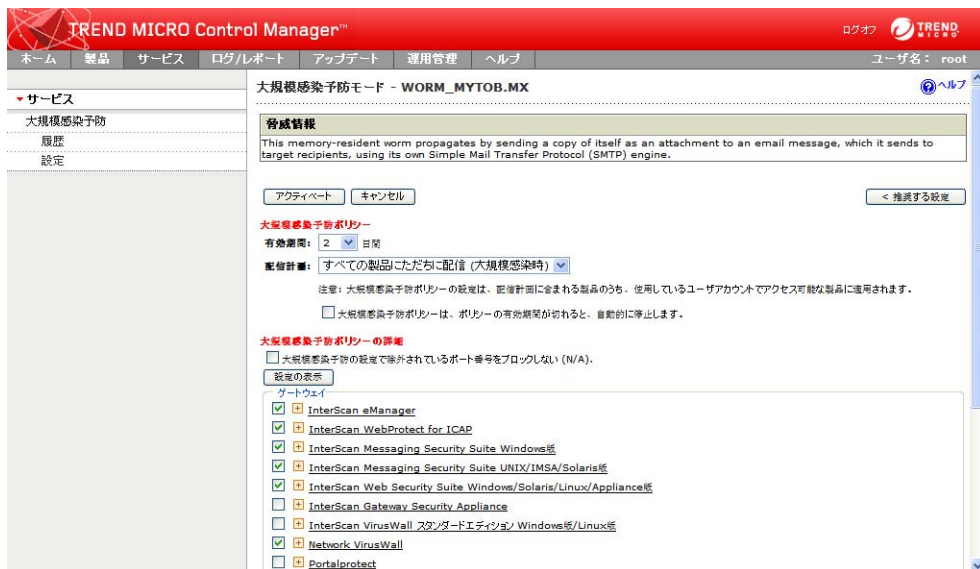 TREND MICRO Control Manager™
ログオフ
TREND MICRO
ホーム 製品 サービス ログ/レポート アップデート 運用管理 ヘルプ
ユーザ名： root
サービス
大規模感染予防
履歴
設定
大規模感染予防モード - WORM_MYTOB.MX
ヘルプ
脅威情報
This memory-resident worm propagates by sending a copy of itself as an attachment to an email message, which it sends to
target recipients, using its own Simple Mail Transfer Protocol (SMTP) engine.
アクティベート キャンセル
< 推奨する設定
大規模感染予防ポリシー
有効期間： 2 日間
配信計画： すべての製品にただちに配信 (大規模感染時)
注意： 大規模感染予防ポリシーの設定は、配信計画に含まれる製品のうち、使用しているユーザアカウントでアクセス可能な製品に適用されます。
大規模感染予防ポリシーは、ポリシーの有効期間が切れると、自動的に停止します。
大規模感染予防ポリシーの詳細
大規模感染予防の設定で除外されているポート番号をブロックしない (N/A)．
設定の表示
ゲートウェイ
InterScan eManager
InterScan WebProtect for ICAP
InterScan Messaging Security Suite Windows版
InterScan Messaging Security Suite UNIX/IMSA/Solaris版
InterScan Web Security Suite Windows/Solaris/Linux/Appliance版
InterScan Gateway Security Appliance
InterScan VirusWall スタンダードエディション Windows版/Linux版
Network VirusWall
Portalprotect